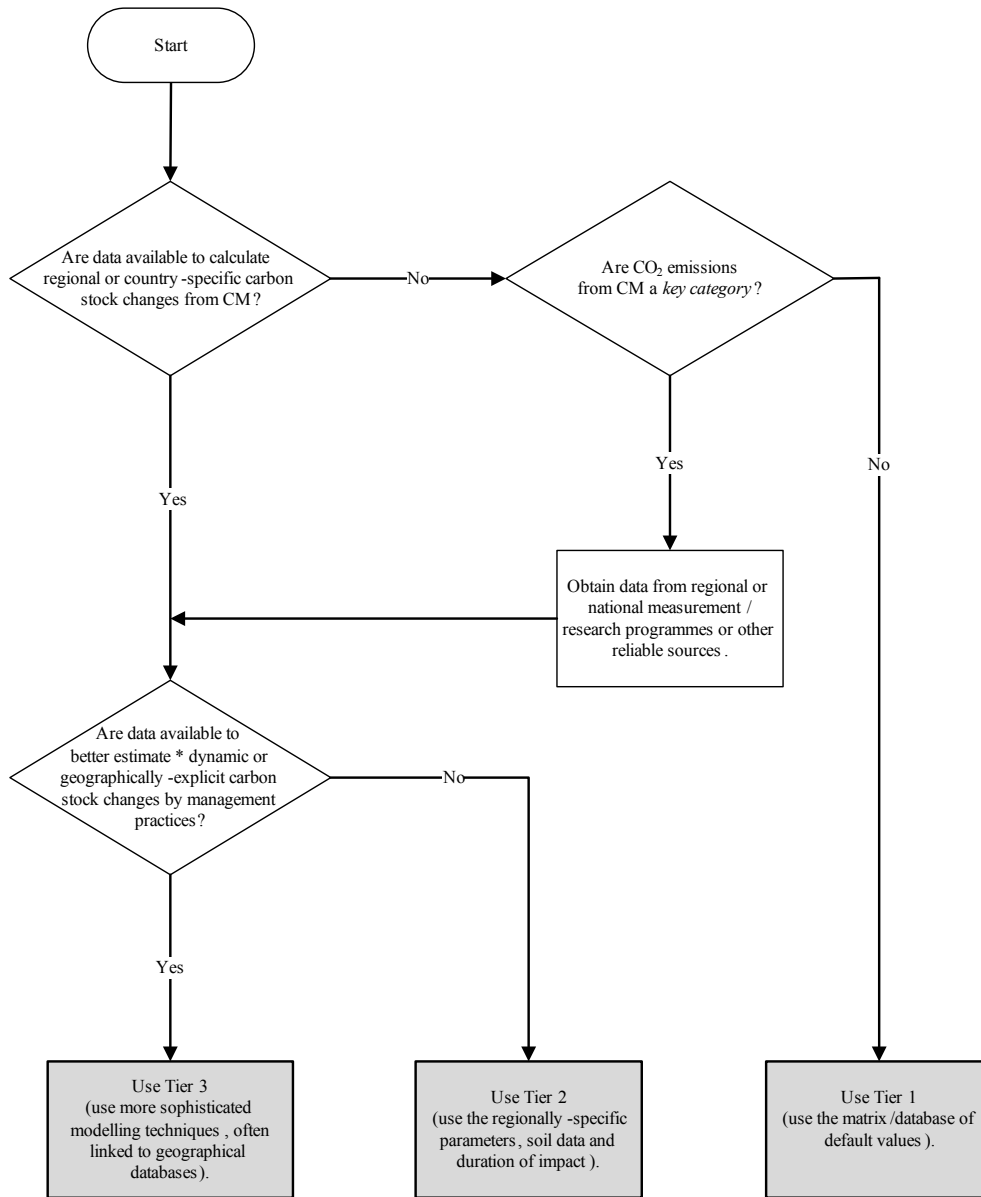 Start
Are data available to calculate
regional or country -specific carbon
stock changes from CM ?
No
Are CO₂ emissions
from CM a key category ?
Yes
No
Yes
Obtain data from regional or
national measurement /
research programmes or other
reliable sources .
Are data available to
better estimate * dynamic or
geographically -explicit carbon
stock changes by management
practices?
No
Yes
Use Tier 3
(use more sophisticated
modelling techniques , often
linked to geographical
databases).
Use Tier 2
(use the regionally -specific
parameters , soil data and
duration of impact ).
Use Tier 1
(use the matrix /database of
default values ).